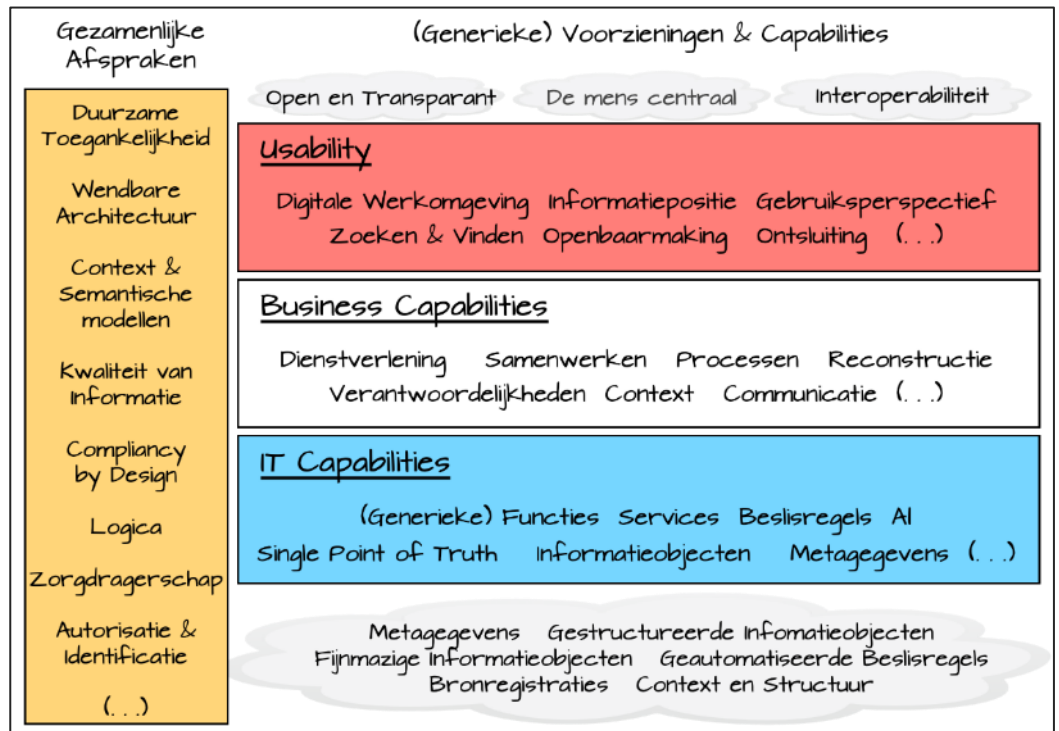 Gezamenlijke
Afspraken
Duurzame
Toegankelijkheid
Wendbare
Architectuur
Context &
Semantische
modellen
Kwaliteit van
Informatie
Compliancy
by Design
Logica
Zorgdragerschap
Autorisatie &
Identificatie
(...)
(Generieke) Voorzieningen & Capabilities
Open en Transparant De mens centraal Interoperabiliteit
Usability
Digitale Werkomgeving Informatiepositie Gebruiksperspectief
Zoeken & Vinden Openbaarmaking Ontsluiting (...)
Business Capabilities
Dienstverlening Samenwerken Processen Reconstructie
Verantwoordelijkheden Context Communicatie (...)
IT Capabilities
(Generieke) Functies Services Beslisregels AI
Single Point of Truth Informatieobjecten Metagegevens (...)
Metagegevens Gestructureerde Infomatieobjecten
Fijnmazige Informatieobjecten Geautomatiseerde Beslisregels
Bronregistraties Context en Structuur